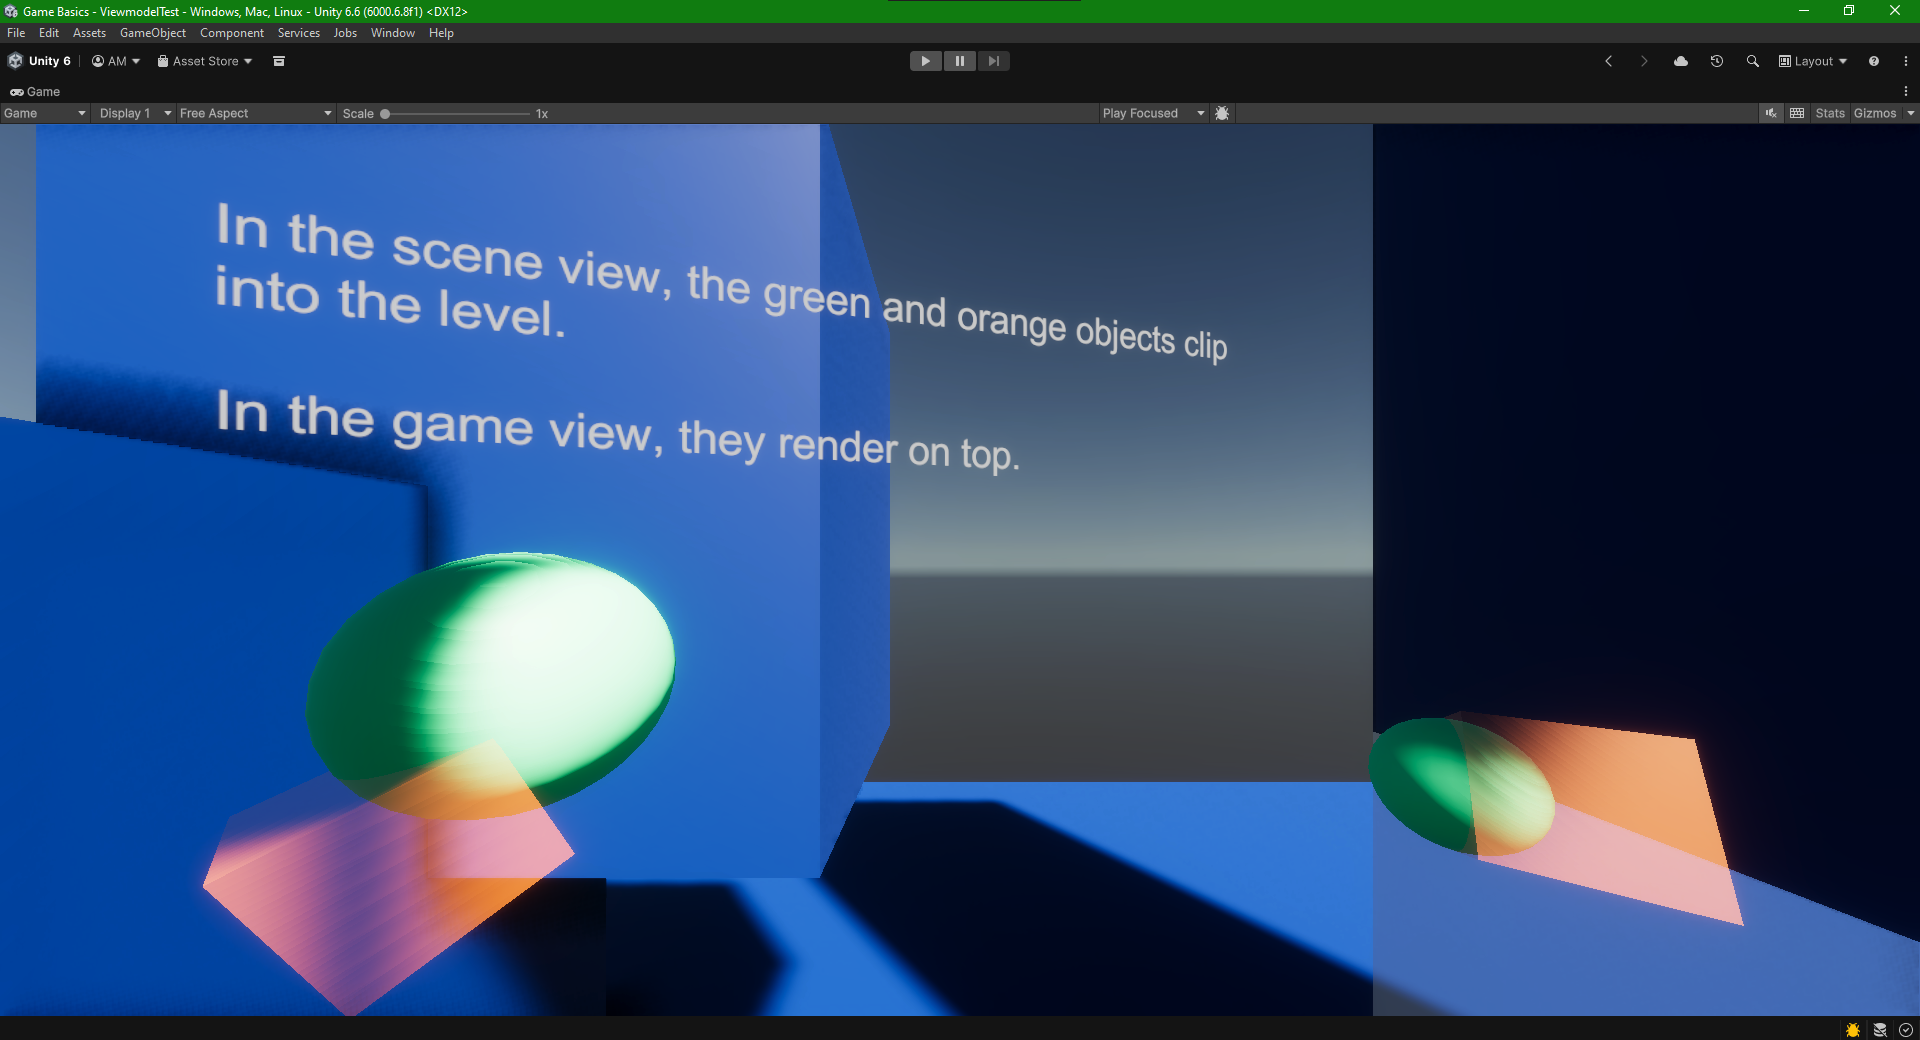 Game Basics - ViewmodelTest - Windows, Mac, Linux - Unity 6.6 (6000.6.8f1) <DX12>
File Edit Assets GameObject Component Services Jobs Window Help
Unity 6 AM Asset Store Layout
Game
Game Display 1 Free Aspect Scale 1x Play Focused Stats Gizmos
In the scene view, the green and orange objects clip
into the level.
In the game view, they render on top.